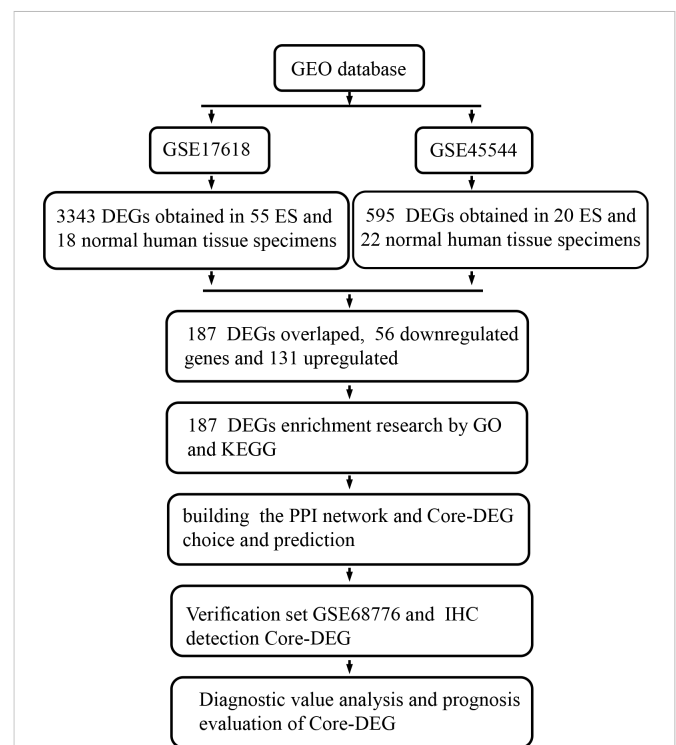 GEO database
GSE17618
GSE45544
3343 DEGs obtained in 55 ES and
18 normal human tissue specimens
595 DEGs obtained in 20 ES and
22 normal human tissue specimens
187 DEGs overlaped, 56 downregulated
genes and 131 upregulated
187 DEGs enrichment research by GO
and KEGG
building the PPI network and Core-DEG
choice and prediction
Verification set GSE68776 and IHC
detection Core-DEG
Diagnostic value analysis and prognosis
evaluation of Core-DEG